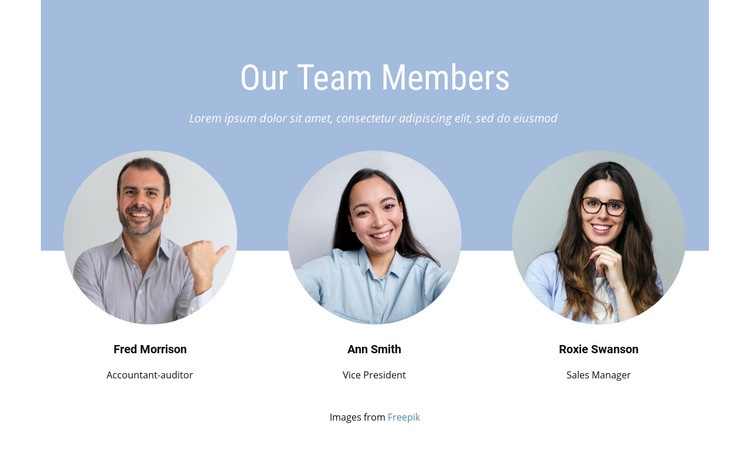 Our Team Members
Lorem ipsum dolor sit amet, consectetur adipiscing elit, sed do eiusmod
Fred Morrison
Ann Smith
Roxie Swanson
Accountant-auditor
Vice President
Sales Manager
Images from Freepik